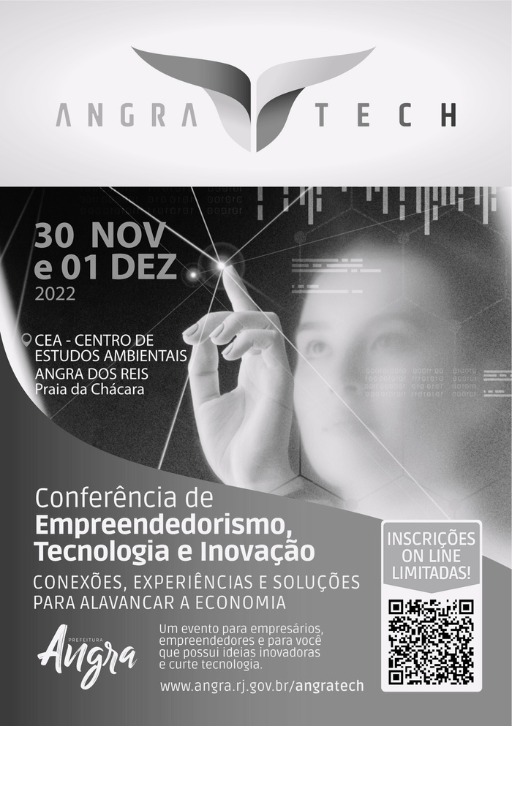 ANGRA TECH
30 NOV
e 01 DEZ
2022
CEA - CENTRO DE
ESTUDOS AMBIENTAIS
ANGRA DOS REIS
Praia da Chácara
Conferência de
Empreendedorismo,
Tecnologia e Inovação
CONEXÕES, EXPERIÊNCIAS E SOLUÇÕES
PARA ALAVANCAR A ECONOMIA
INSCRIÇÕES
ON LINE
LIMITADAS!
PREFEITURA
Angra
Um evento para empresários,
empreendedores e para você
que possui ideias inovadoras
e curte tecnologia.
www.angra.rj.gov.br/angratech